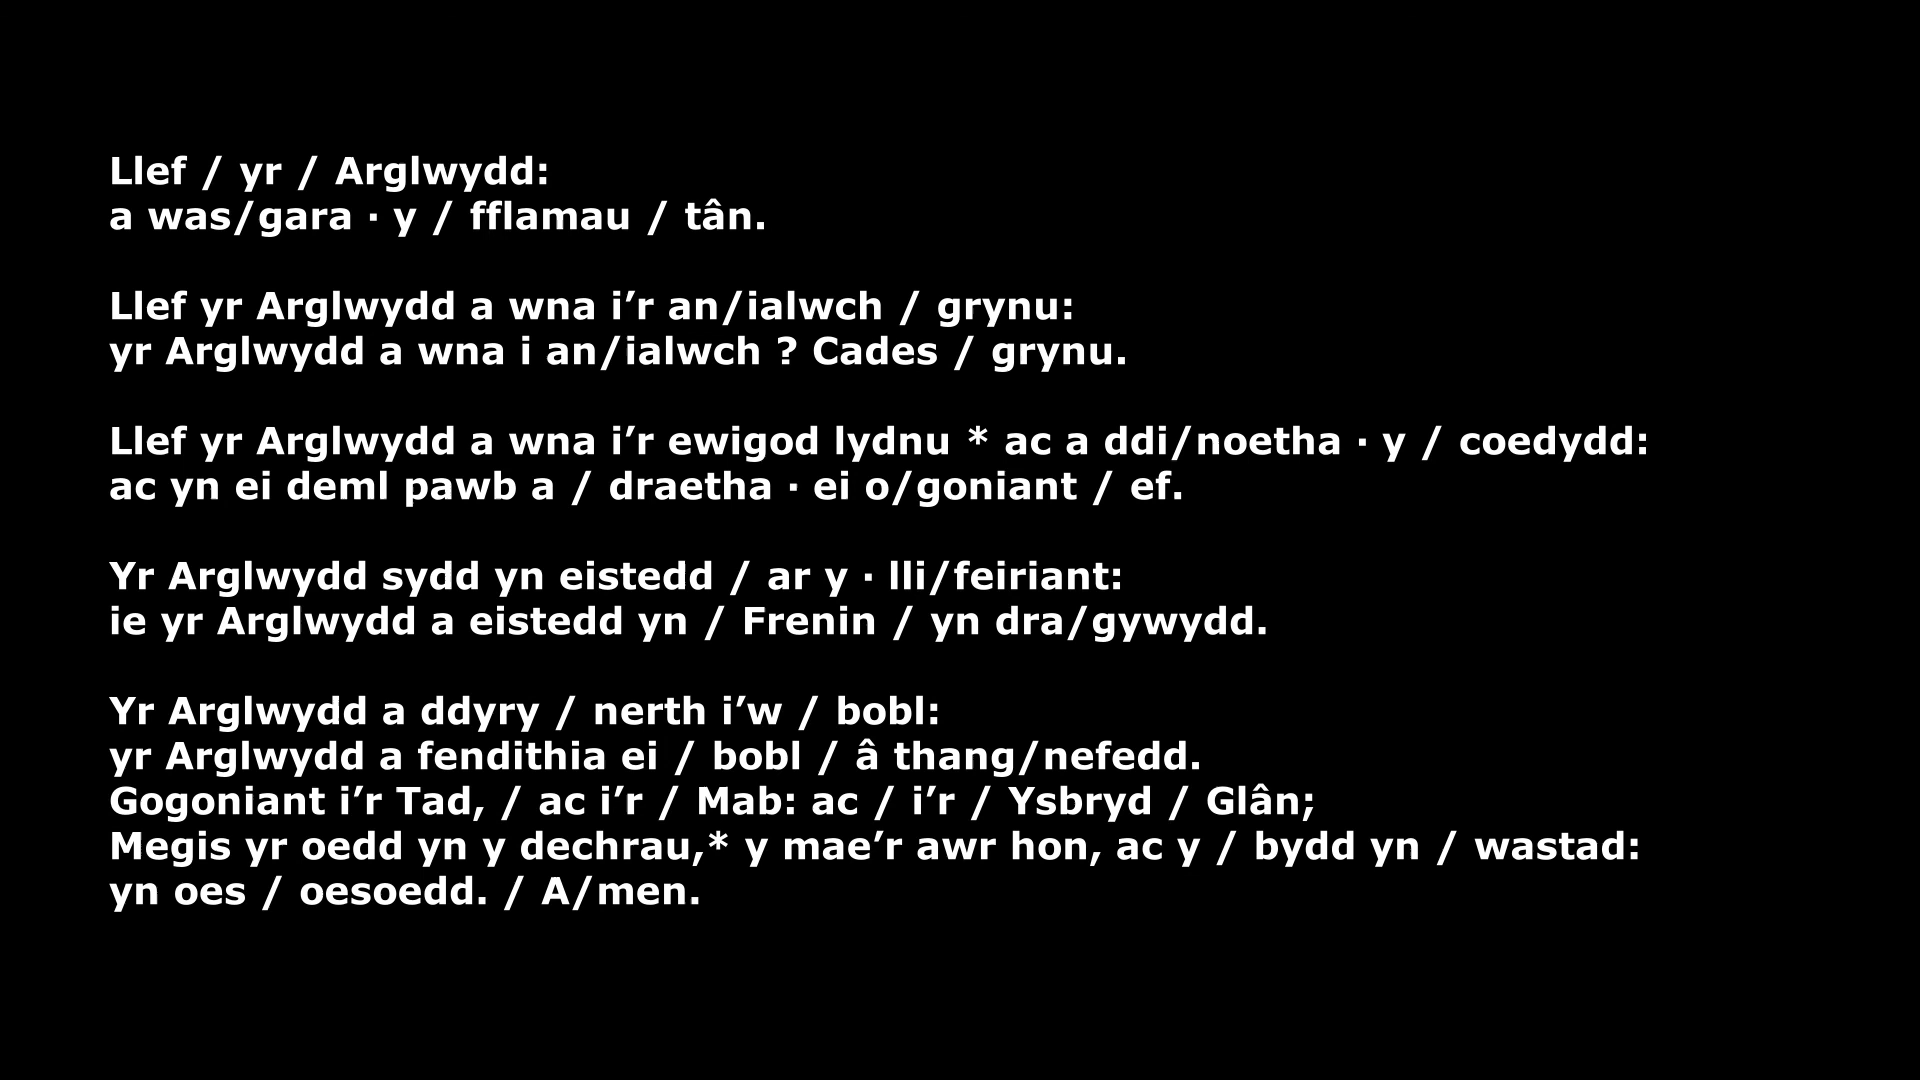 Llef / yr / Arglwydd:
a was/gara · y / fflamau / tân.
Llef yr Arglwydd a wna i’r an/ialwch / grynu:
yr Arglwydd a wna i an/ialwch ? Cades / grynu.
Llef yr Arglwydd a wna i’r ewigod lydnu * ac a ddi/noetha · y / coedydd:
ac yn ei deml pawb a / draetha · ei o/goniant / ef.
Yr Arglwydd sydd yn eistedd / ar y · lli/feiriant:
ie yr Arglwydd a eistedd yn / Frenin / yn dra/gywydd.
Yr Arglwydd a ddyry / nerth i’w / bobl:
yr Arglwydd a fendithia ei / bobl / â thang/nefedd.
Gogoniant i’r Tad, / ac i’r / Mab: ac / i’r / Ysbryd / Glân;
Megis yr oedd yn y dechrau,* y mae’r awr hon, ac y / bydd yn / wastad:
yn oes / oesoedd. / A/men.